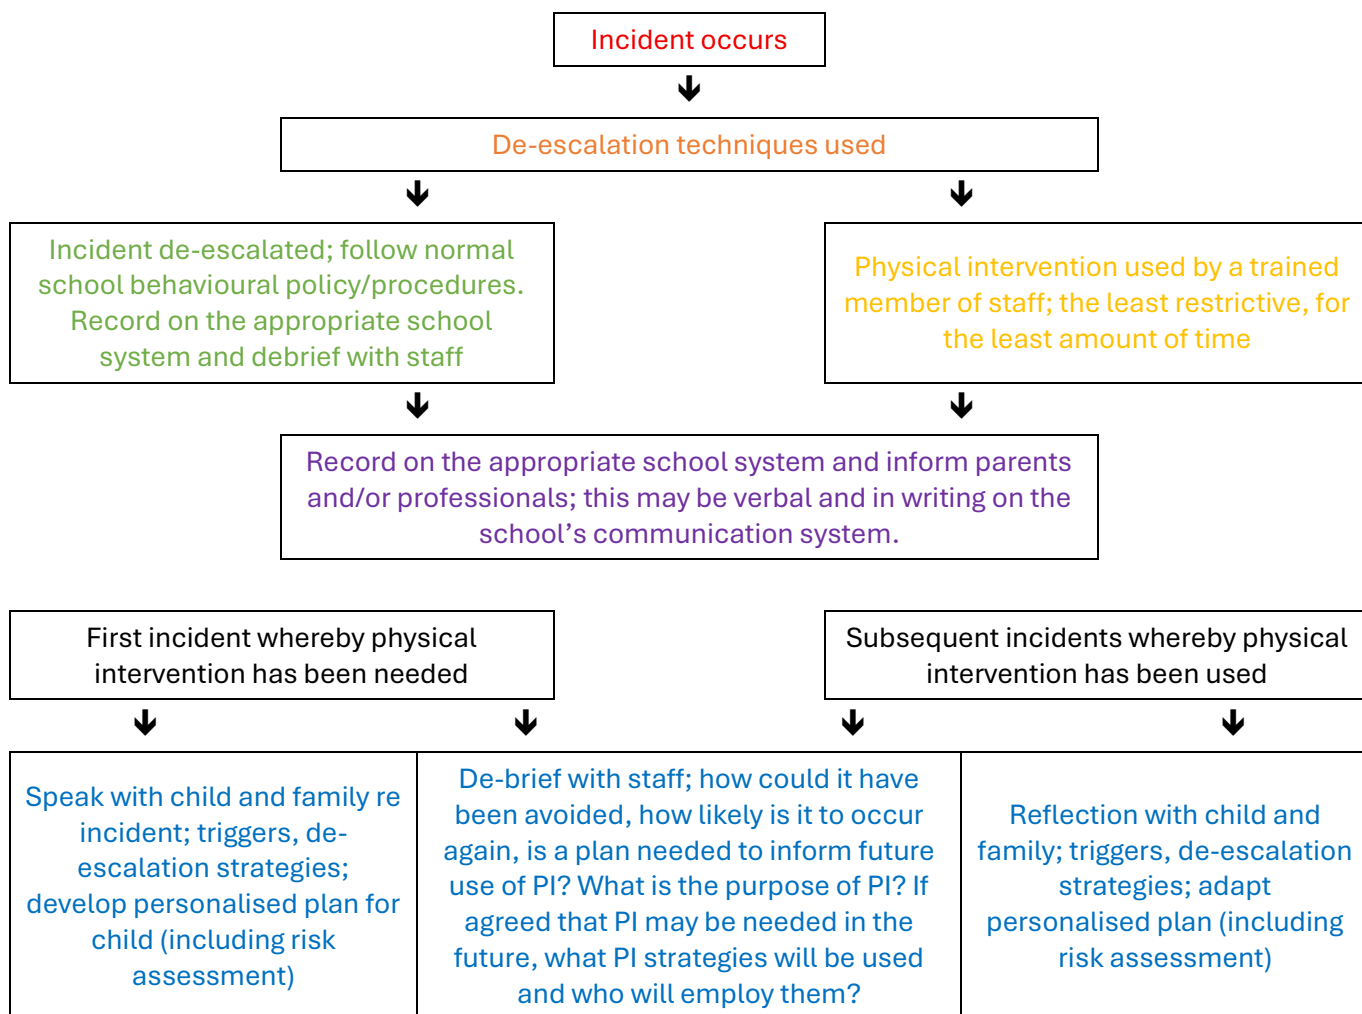 Incident occurs
De-escalation techniques used
Incident de-escalated; follow normal
school behavioural policy/procedures.
Record on the appropriate school
system and debrief with staff
Physical intervention used by a trained
member of staff; the least restrictive, for
the least amount of time
Record on the appropriate school system and inform parents
and/or professionals; this may be verbal and in writing on the
school’s communication system.
First incident whereby physical
intervention has been needed
Subsequent incidents whereby physical
intervention has been used
Speak with child and family re
incident; triggers, de-
escalation strategies;
develop personalised plan for
child (including risk
assessment)
De-brief with staff; how could it have
been avoided, how likely is it to occur
again, is a plan needed to inform future
use of PI? What is the purpose of PI? If
agreed that PI may be needed in the
future, what PI strategies will be used
and who will employ them?
Reflection with child and
family; triggers, de-escalation
strategies; adapt
personalised plan (including
risk assessment)